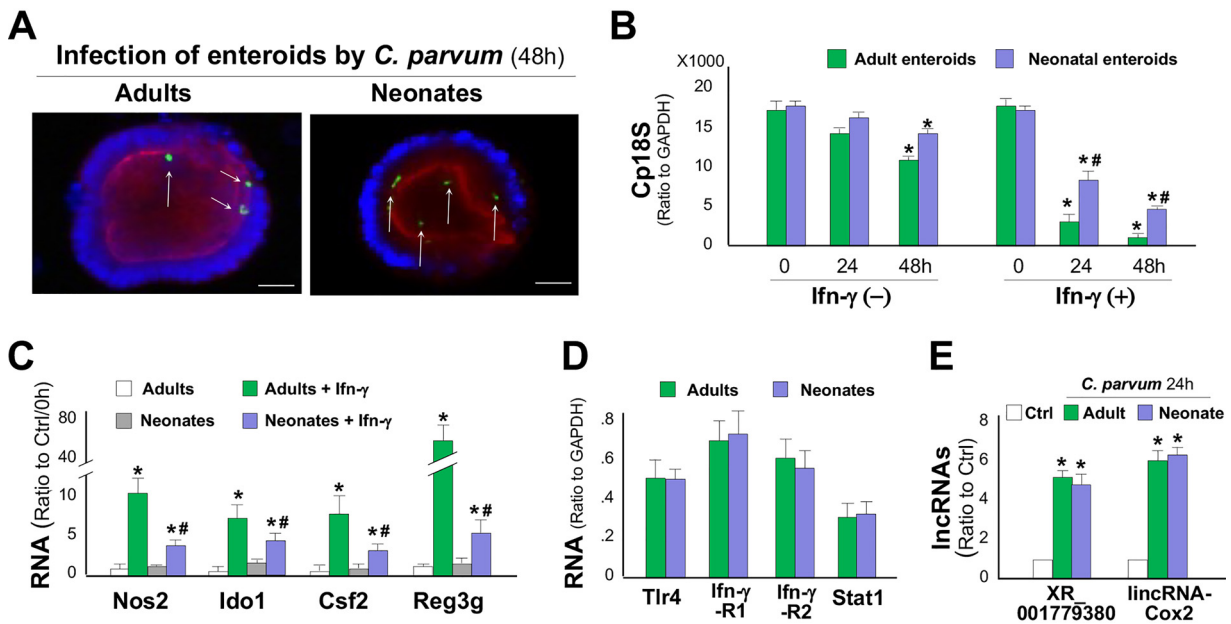 A
Infection of enteroids by C. parvum (48h)
Adults
Neonates
B
X1000
Adult enteroids
Neonatal enteroids
Cp18S
(Ratio to GAPDH)
20
15
10
5
0
* * * *# * *#
0 24 48h 0 24 48h
Ifn-γ (−) Ifn-γ (+)
C
Adults
Adults + Ifn-γ
Neonates
Neonates + Ifn-γ
RNA (Ratio to Ctrl/0h)
80
40
10
5
0
* *# * *# * *# * *#
Nos2 Ido1 Csf2 Reg3g
D
Adults
Neonates
RNA (Ratio to GAPDH)
.8
.6
.4
.2
0
Tlr4 Ifn-γ-R1 Ifn-γ-R2 Stat1
E
C. parvum 24h
Ctrl Adult Neonate
lncRNAs
(Ratio to Ctrl)
8
6
4
2
0
* * * *
XR_001779380
lincRNA-Cox2